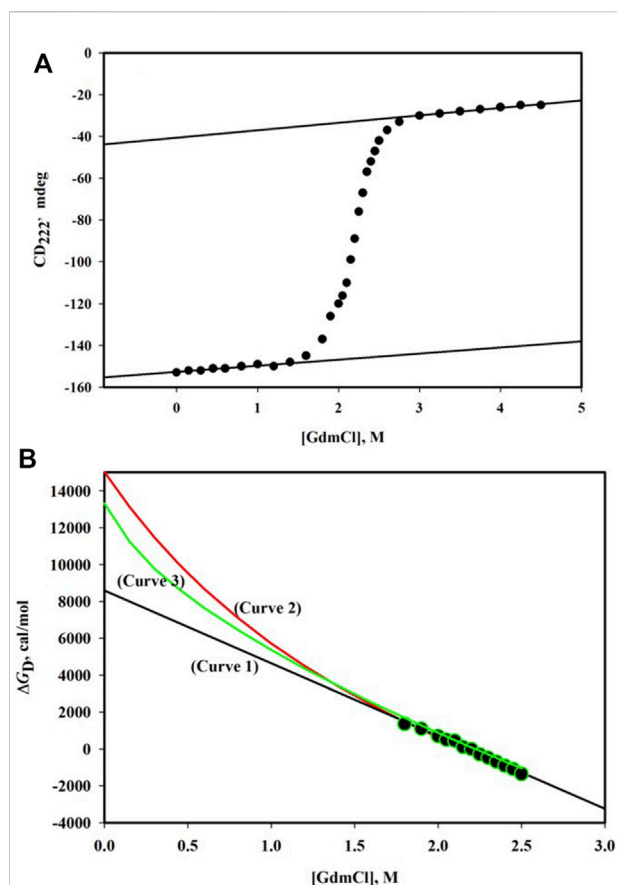 A
0
-20
-40
-60
-80
-100
-120
-140
-160
CD222, mdeg
0 1 2 3 4 5
[GdmCl], M
B
14000
12000
10000
8000
6000
4000
2000
0
-2000
-4000
ΔGD, cal/mol
(Curve 3)
(Curve 2)
(Curve 1)
0.0 0.5 1.0 1.5 2.0 2.5 3.0
[GdmCl], M